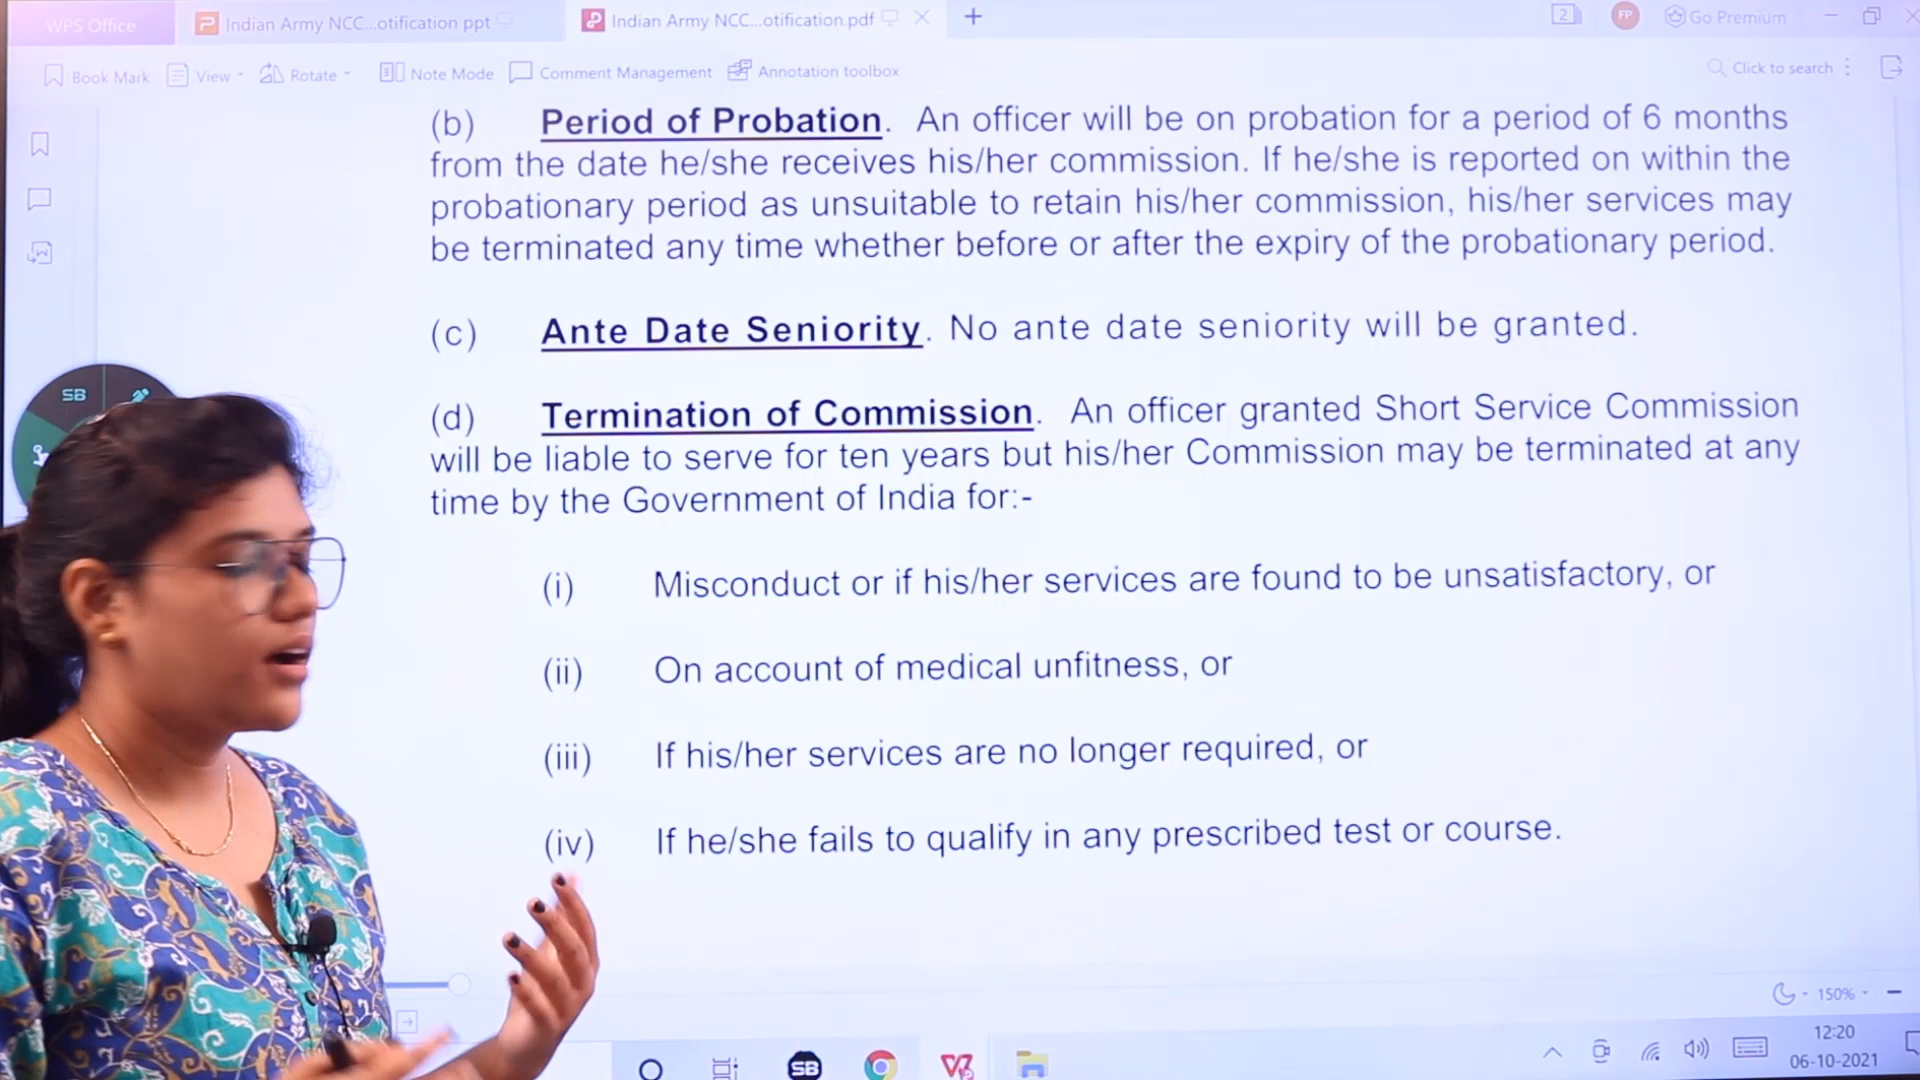 WPS Office
Indian Army NCC...otification ppt
Indian Army NCC...otification.pdf
2
FP
Go Premium
Book Mark
View
Rotate
Note Mode
Comment Management
Annotation toolbox
Click to search
(b) Period of Probation. An officer will be on probation for a period of 6 months
from the date he/she receives his/her commission. If he/she is reported on within the
probationary period as unsuitable to retain his/her commission, his/her services may
be terminated any time whether before or after the expiry of the probationary period.
(c) Ante Date Seniority. No ante date seniority will be granted.
(d) Termination of Commission. An officer granted Short Service Commission
will be liable to serve for ten years but his/her Commission may be terminated at any
time by the Government of India for:-
(i) Misconduct or if his/her services are found to be unsatisfactory, or
(ii) On account of medical unfitness, or
(iii) If his/her services are no longer required, or
(iv) If he/she fails to qualify in any prescribed test or course.
SB
150%
SB
12:20
06-10-2021